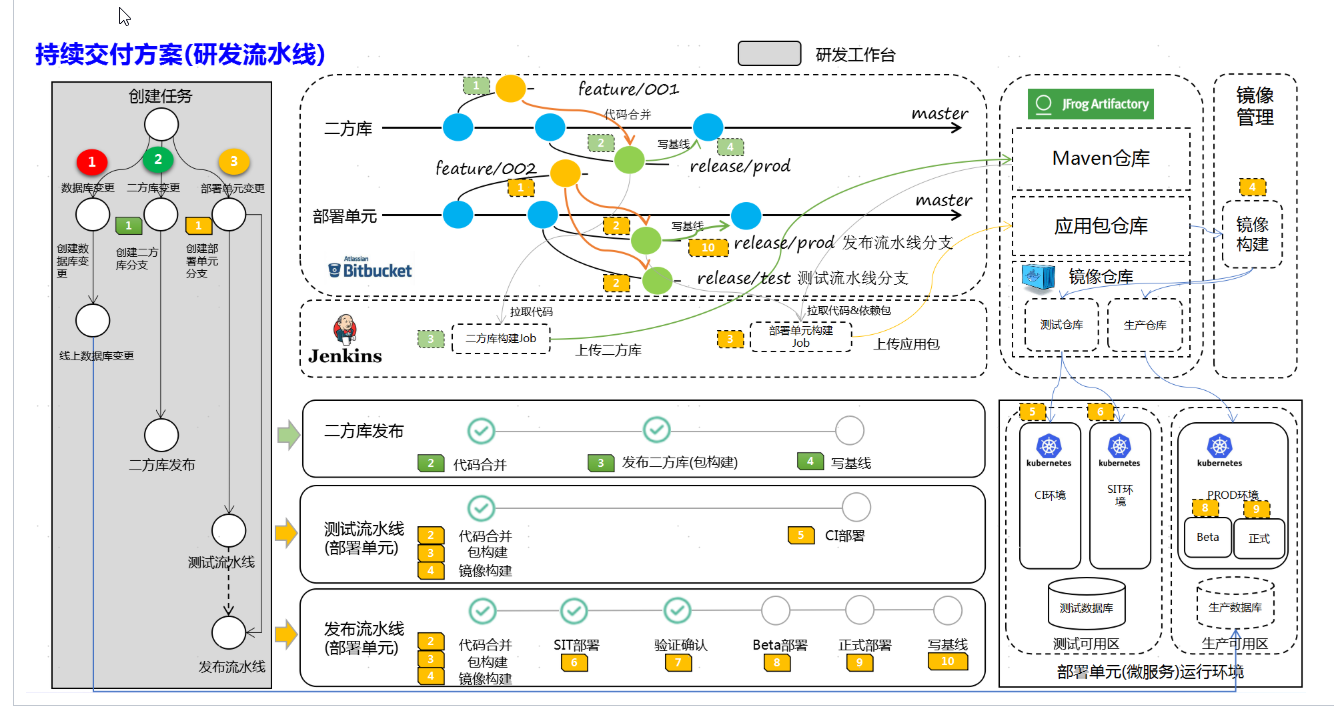 持续交付方案(研发流水线)
研发工作台
创建任务
1
2
3
数据库变更
二方库变更
部署单元变更
1
1
创建数
据库变
更
创建二方
库分支
创建部
署单元
分支
线上数据库变更
二方库发布
测试流水线
发布流水线
1
feature/001
代码合并
二方库
master
2
写基线
4
release/prod
feature/002
1
部署单元
master
2
写基线
10
release/prod 发布流水线分支
Atlassian
Bitbucket
2
release/test 测试流水线分支
拉取代码
拉取代码&依赖包
Jenkins
3
二方库构建Job
上传二方库
3
部署单元构建
Job
上传应用包
JFrog Artifactory
Maven仓库
应用包仓库
镜像仓库
测试仓库
生产仓库
镜像
管理
4
镜像
构建
二方库发布
2
代码合并
3
发布二方库(包构建)
4
写基线
测试流水线
(部署单元)
2
代码合并
3
包构建
4
镜像构建
5
CI部署
发布流水线
(部署单元)
2
代码合并
3
包构建
4
镜像构建
SIT部署
6
验证确认
7
Beta部署
8
正式部署
9
写基线
10
5
kubernetes
CI环境
6
kubernetes
SIT环
境
kubernetes
PROD环境
8
Beta
9
正式
测试数据库
测试可用区
生产数据库
生产可用区
部署单元(微服务)运行环境